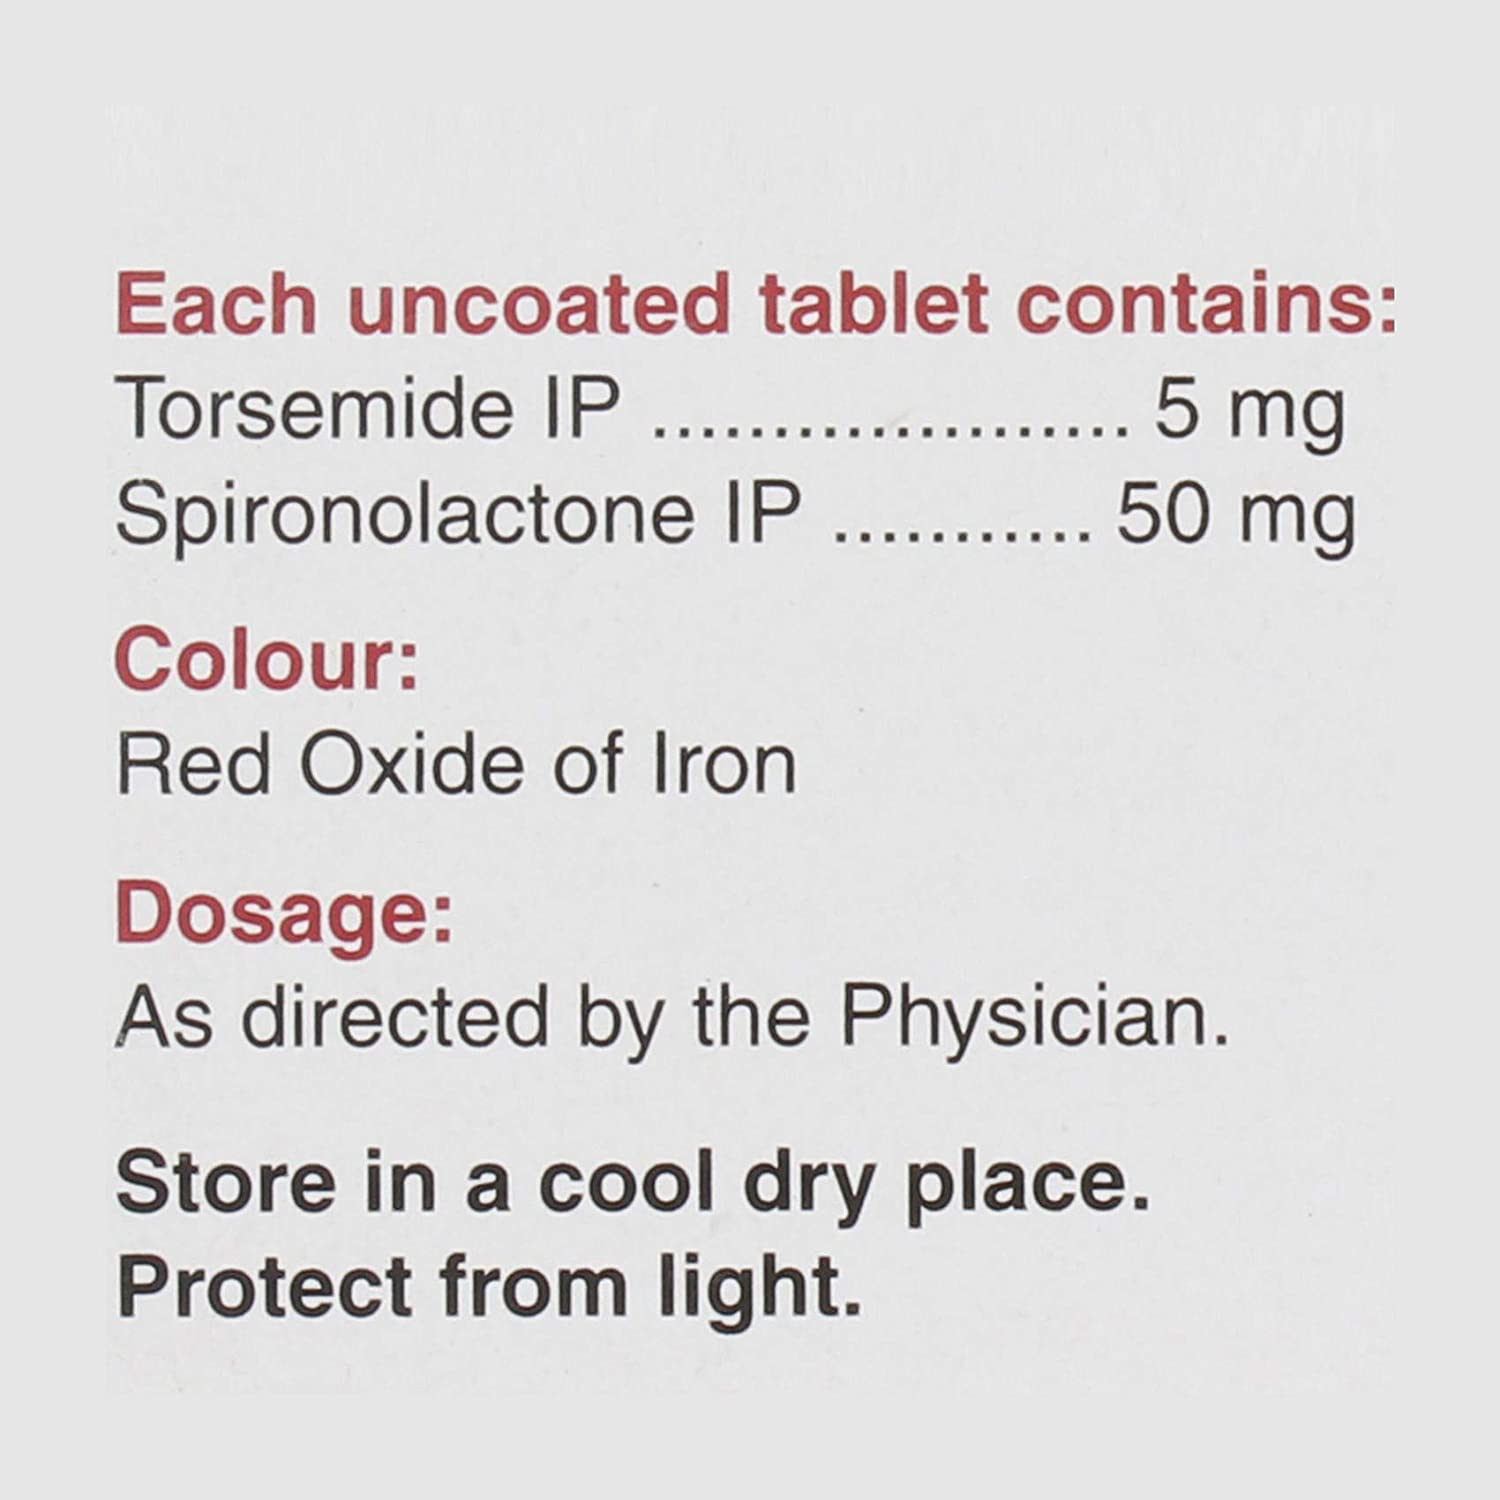 Each uncoated tablet contains:
Torsemide IP .................... 5 mg
Spironolactone IP ........... 50 mg
Colour:
Red Oxide of Iron
Dosage:
As directed by the Physician.
Store in a cool dry place.
Protect from light.